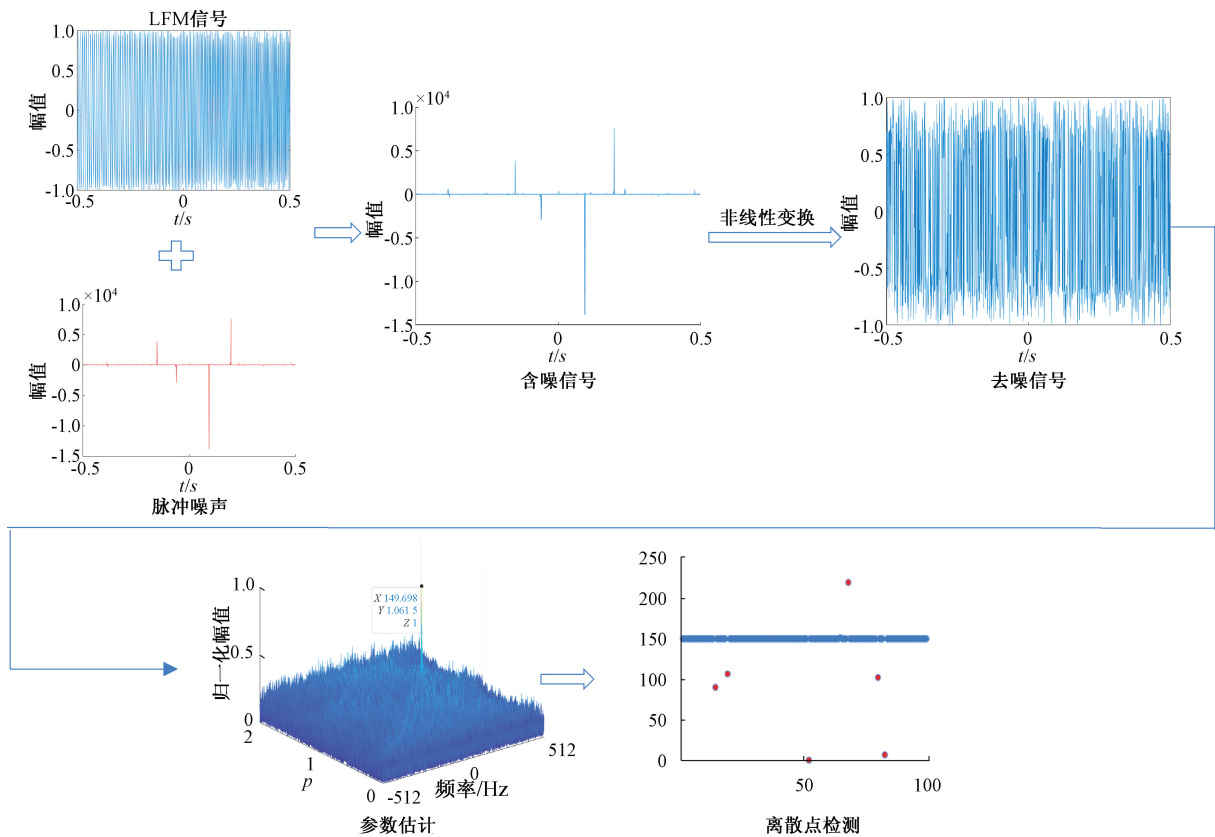 LFM信号
1.0
0.5
0
-0.5
-1.0
幅值
-0.5 0 0.5
t/s
1.0 ×10⁴
0.5
0
-0.5
-1.0
-1.5
幅值
-0.5 0 0.5
t/s
脉冲噪声
1.0 ×10⁴
0.5
0
-0.5
-1.0
-1.5
幅值
-0.5 0 0.5
t/s
含噪信号
非线性变换
1.0
0.5
0
-0.5
-1.0
幅值
-0.5 0 0.5
t/s
去噪信号
1.0
0.5
0
归一化幅值
X 149.698
Y 1.061 5
Z 1
2
1
0
p
-512
0
512
频率/Hz
参数估计
250
200
150
100
50
0
50 100
离散点检测